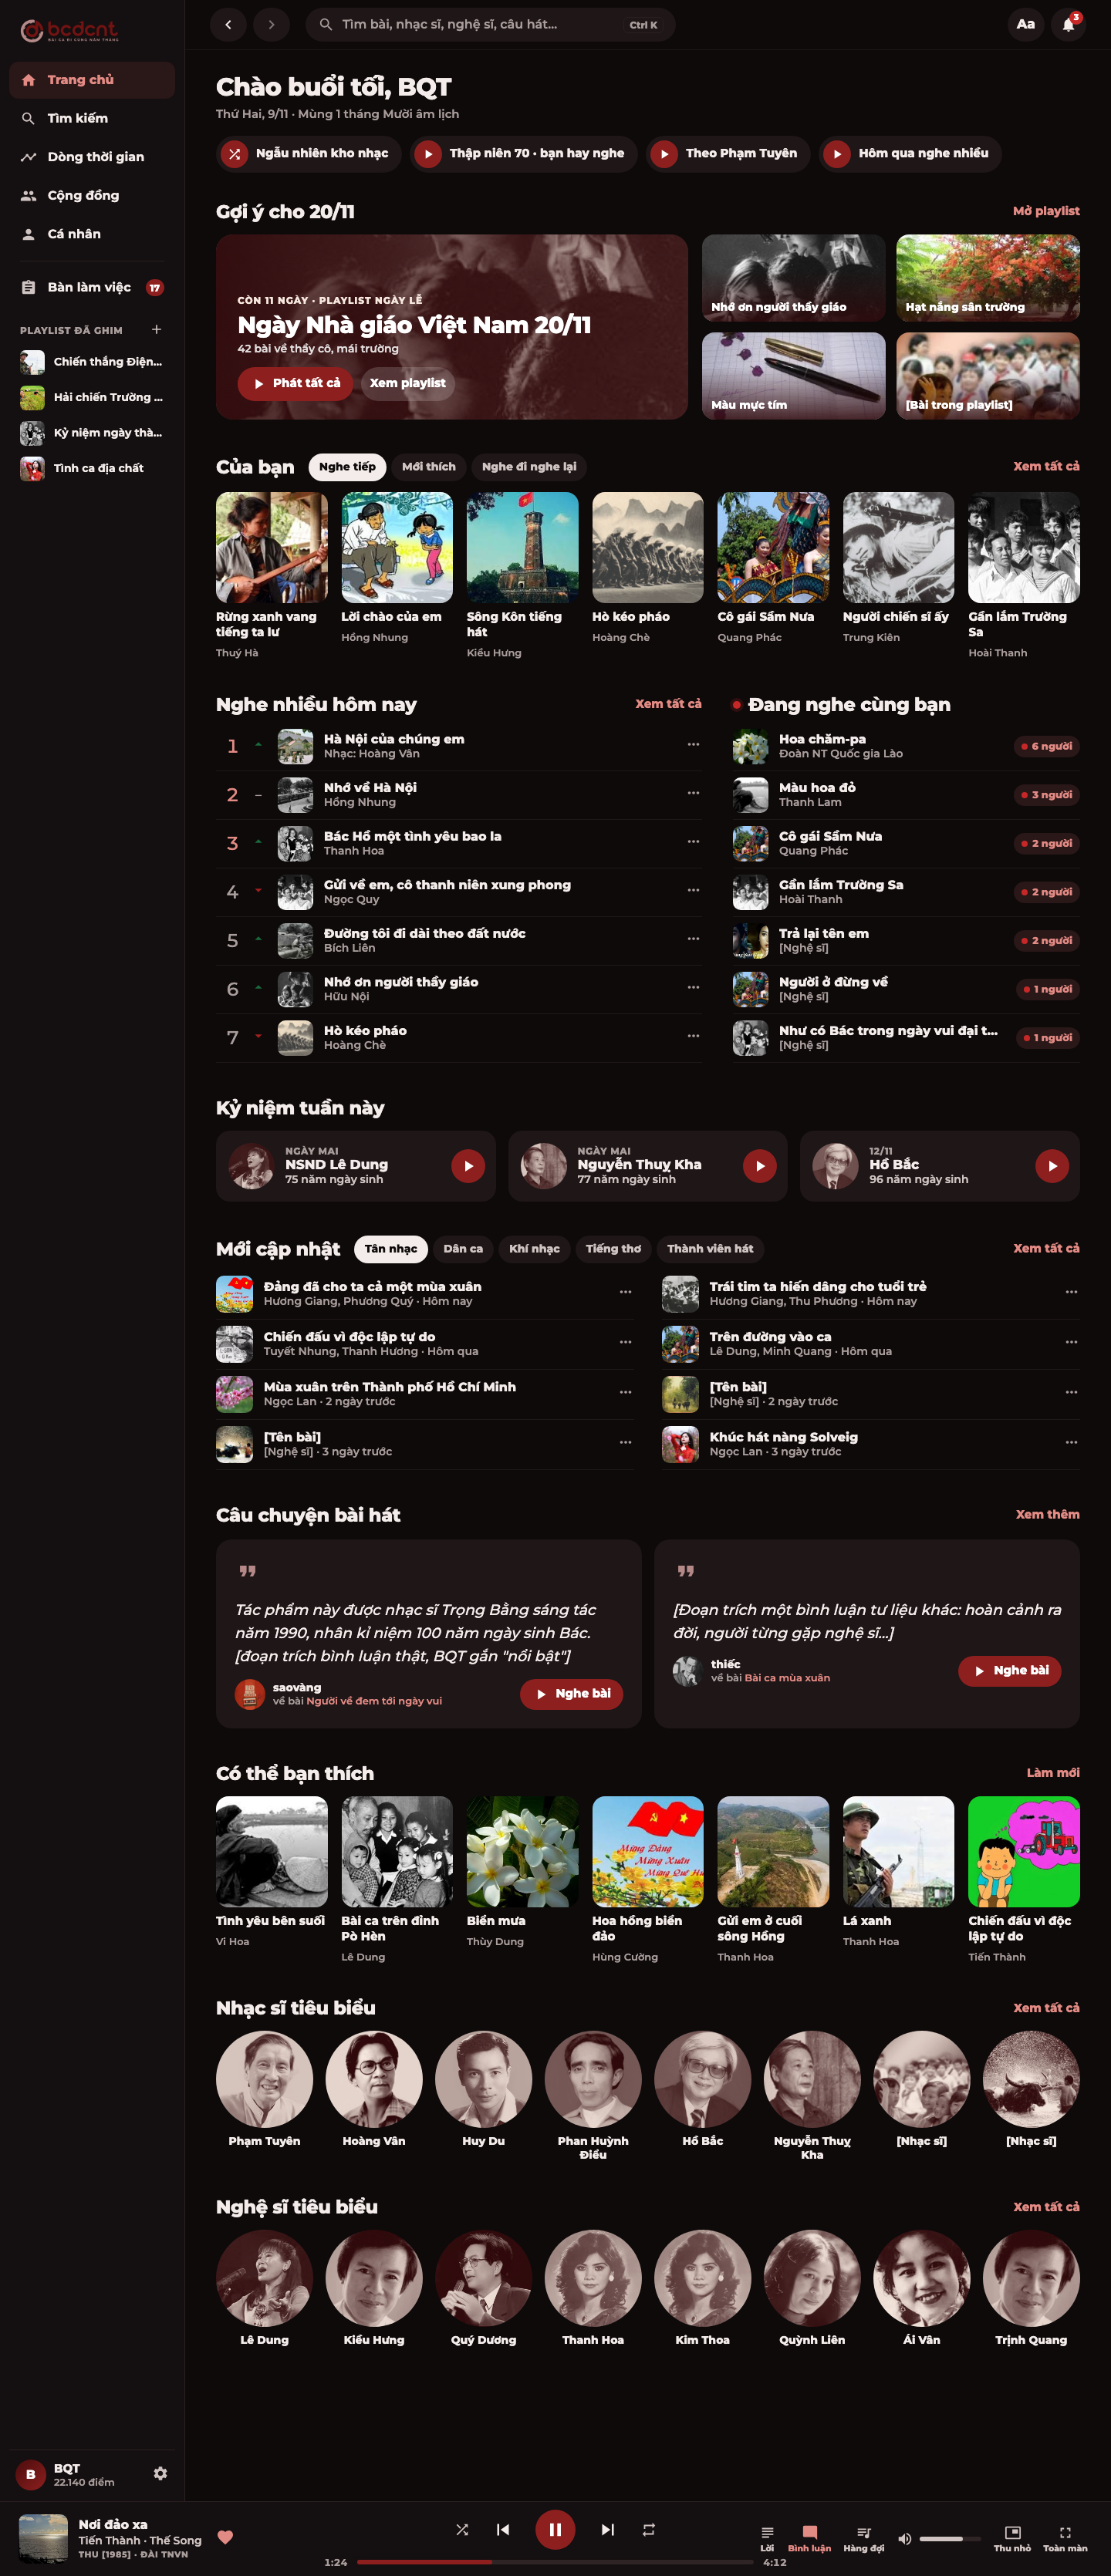 bcdcnt
BÀI CA ĐI CÙNG NĂM THÁNG
Trang chủ
Tìm kiếm
Dòng thời gian
Cộng đồng
Cá nhân
Bàn làm việc 17
PLAYLIST ĐÃ GHIM
Chiến thắng Điện...
Hải chiến Trường ...
Kỷ niệm ngày thà...
Tình ca địa chất
Tìm bài, nhạc sĩ, nghệ sĩ, câu hát... Ctrl K
Aa 3
Chào buổi tối, BQT
Thứ Hai, 9/11 · Mùng 1 tháng Mười âm lịch
Ngẫu nhiên kho nhạc
Thập niên 70 · bạn hay nghe
Theo Phạm Tuyên
Hôm qua nghe nhiều
Gợi ý cho 20/11 Mở playlist
CÒN 11 NGÀY · PLAYLIST NGÀY LỄ
Ngày Nhà giáo Việt Nam 20/11
42 bài về thầy cô, mái trường
Phát tất cả Xem playlist
Nhớ ơn người thầy giáo
Hạt nắng sân trường
Màu mực tím
[Bài trong playlist]
Của bạn Nghe tiếp Mới thích Nghe đi nghe lại Xem tất cả
Rừng xanh vang tiếng ta lư
Thuý Hà
Lời chào của em
Hồng Nhung
Sông Kôn tiếng hát
Kiều Hưng
Hò kéo pháo
Hoàng Chè
Cô gái Sầm Nưa
Quang Phác
Người chiến sĩ ấy
Trung Kiên
Gần lắm Trường Sa
Hoài Thanh
Nghe nhiều hôm nay Xem tất cả
1 Hà Nội của chúng em
Nhạc: Hoàng Vân
2 Nhớ về Hà Nội
Hồng Nhung
3 Bác Hồ một tình yêu bao la
Thanh Hoa
4 Gửi về em, cô thanh niên xung phong
Ngọc Quy
5 Đường tôi đi dài theo đất nước
Bích Liên
6 Nhớ ơn người thầy giáo
Hữu Nội
7 Hò kéo pháo
Hoàng Chè
Đang nghe cùng bạn
Hoa chăm-pa 6 người
Đoàn NT Quốc gia Lào
Màu hoa đỏ 3 người
Thanh Lam
Cô gái Sầm Nưa 2 người
Quang Phác
Gần lắm Trường Sa 2 người
Hoài Thanh
Trả lại tên em 2 người
[Nghệ sĩ]
Người ở đừng về 1 người
[Nghệ sĩ]
Như có Bác trong ngày vui đại t... 1 người
[Nghệ sĩ]
Kỷ niệm tuần này
NGÀY MAI
NSND Lê Dung
75 năm ngày sinh
NGÀY MAI
Nguyễn Thuỵ Kha
77 năm ngày sinh
12/11
Hồ Bắc
96 năm ngày sinh
Mới cập nhật Tân nhạc Dân ca Khí nhạc Tiếng thơ Thành viên hát Xem tất cả
Đảng đã cho ta cả một mùa xuân
Hương Giang, Phương Quý · Hôm nay
Trái tim ta hiến dâng cho tuổi trẻ
Hương Giang, Thu Phương · Hôm nay
Chiến đấu vì độc lập tự do
Tuyết Nhung, Thanh Hương · Hôm qua
Trên đường vào ca
Lê Dung, Minh Quang · Hôm qua
Mùa xuân trên Thành phố Hồ Chí Minh
Ngọc Lan · 2 ngày trước
[Tên bài]
[Nghệ sĩ] · 2 ngày trước
[Tên bài]
[Nghệ sĩ] · 3 ngày trước
Khúc hát nàng Solveig
Ngọc Lan · 3 ngày trước
Câu chuyện bài hát Xem thêm
Tác phẩm này được nhạc sĩ Trọng Bằng sáng tác
năm 1990, nhân kỉ niệm 100 năm ngày sinh Bác.
[đoạn trích bình luận thật, BQT gắn "nổi bật"]
saovàng
về bài Người về đem tới ngày vui
Nghe bài
[Đoạn trích một bình luận tư liệu khác: hoàn cảnh ra
đời, người từng gặp nghệ sĩ...]
thiếc
về bài Bài ca mùa xuân
Nghe bài
Có thể bạn thích Làm mới
Tình yêu bên suối
Vi Hoa
Bài ca trên đỉnh Pò Hèn
Lê Dung
Biển mưa
Thùy Dung
Mừng Đảng
Mừng Xuân
Mừng Quê Hư
Hoa hồng biển đảo
Hùng Cường
Gửi em ở cuối sông Hồng
Thanh Hoa
Lá xanh
Thanh Hoa
Chiến đấu vì độc lập tự do
Tiến Thành
Nhạc sĩ tiêu biểu Xem tất cả
Phạm Tuyên
Hoàng Vân
Huy Du
Phan Huỳnh Điểu
Hồ Bắc
Nguyễn Thuỵ Kha
[Nhạc sĩ]
[Nhạc sĩ]
Nghệ sĩ tiêu biểu Xem tất cả
Lê Dung
Kiều Hưng
Quý Dương
Thanh Hoa
Kim Thoa
Quỳnh Liên
Ái Vân
Trịnh Quang
B BQT
22.140 điểm
Nơi đảo xa
Tiến Thành · Thế Song
THU [1985] · ĐÀI TNVN
1:24 4:12
Lời
Bình luận
Hàng đợi
Thu nhỏ
Toàn màn